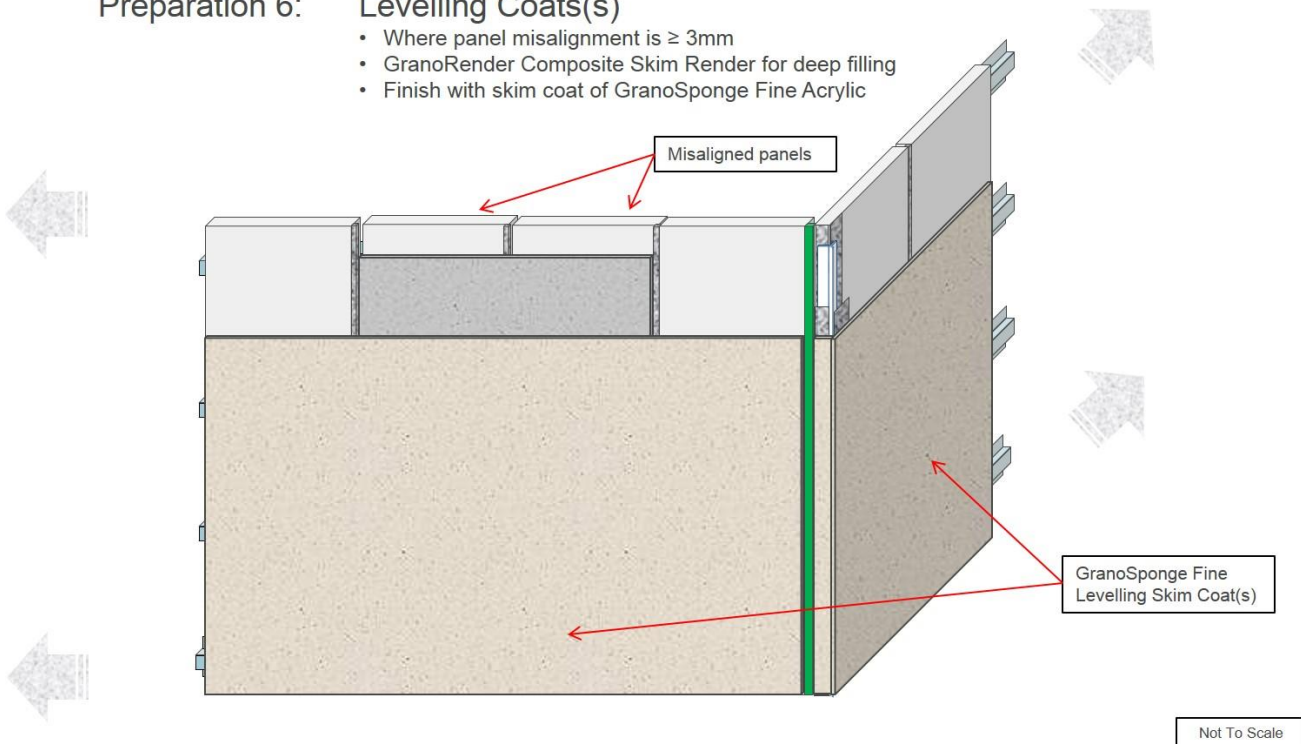 Preparation 6: Levelling Coats(s)
• Where panel misalignment is ≥ 3mm
• GranoRender Composite Skim Render for deep filling
• Finish with skim coat of GranoSponge Fine Acrylic
Misaligned panels
GranoSponge Fine
Levelling Skim Coat(s)
Not To Scale